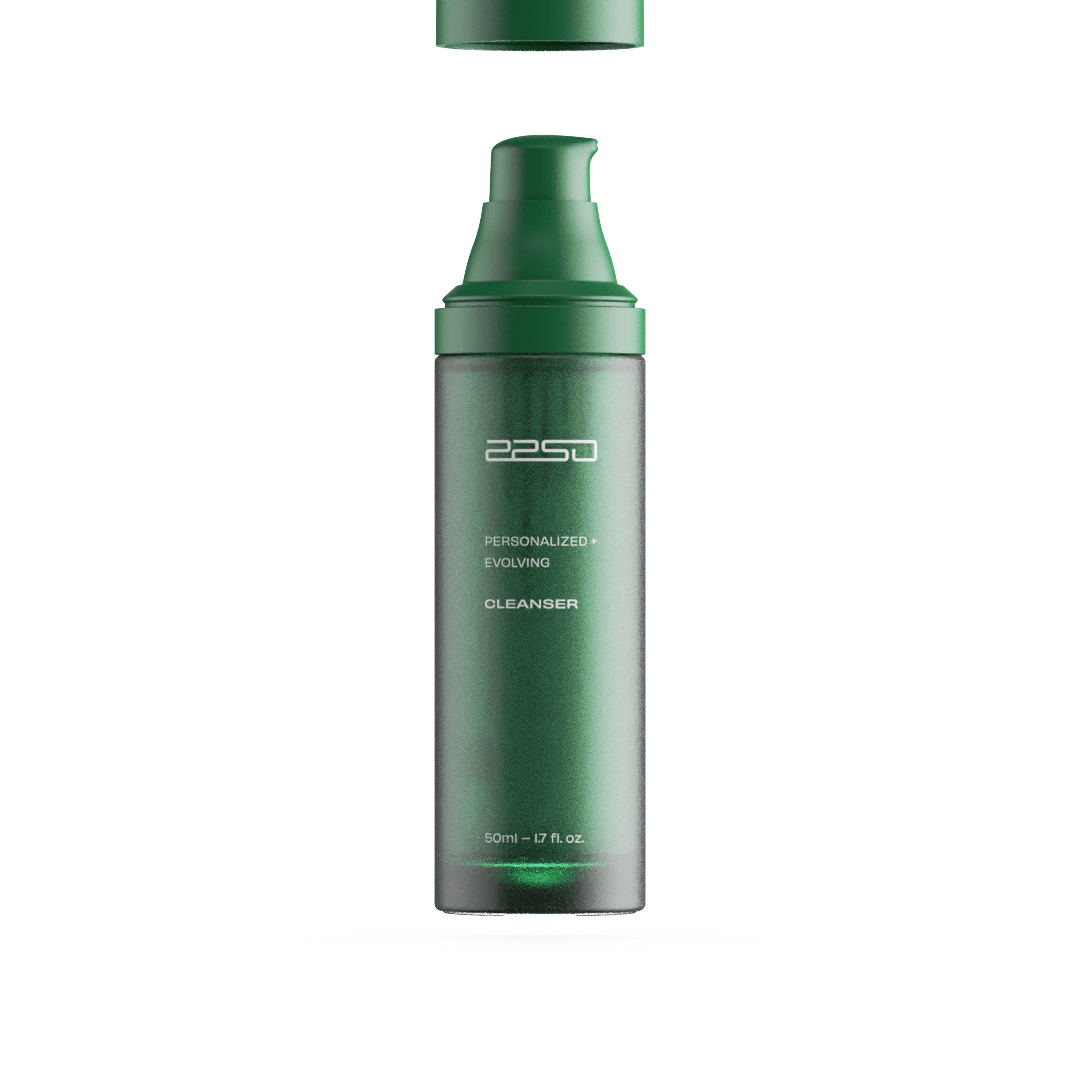 2250
PERSONALIZED +
EVOLVING
CLEANSER
50ml – 1.7 fl. oz.